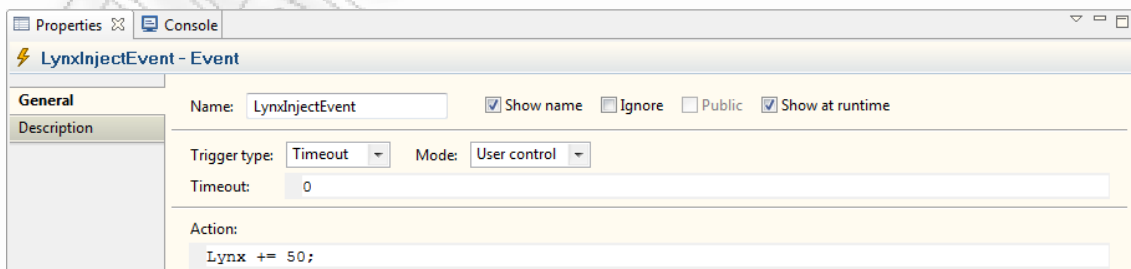 Properties Console
LynxInjectEvent - Event
General
Description
Name: LynxInjectEvent Show name Ignore Public Show at runtime
Trigger type: Timeout Mode: User control
Timeout: 0
Action:
Lynx += 50;